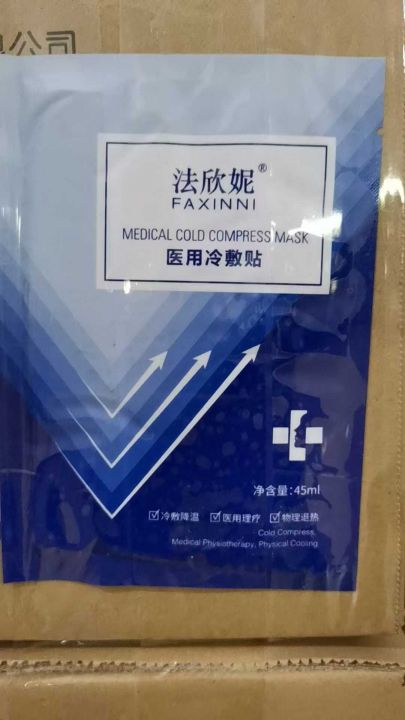 公司
法欣妮®
FAXINNI
MEDICAL COLD COMPRESS MASK
医用冷敷贴
净含量:45ml
☑冷敷降温 ☑医用理疗 ☑物理退热
Cold Compress,
Medical Physiotherapy, Physical Cooling